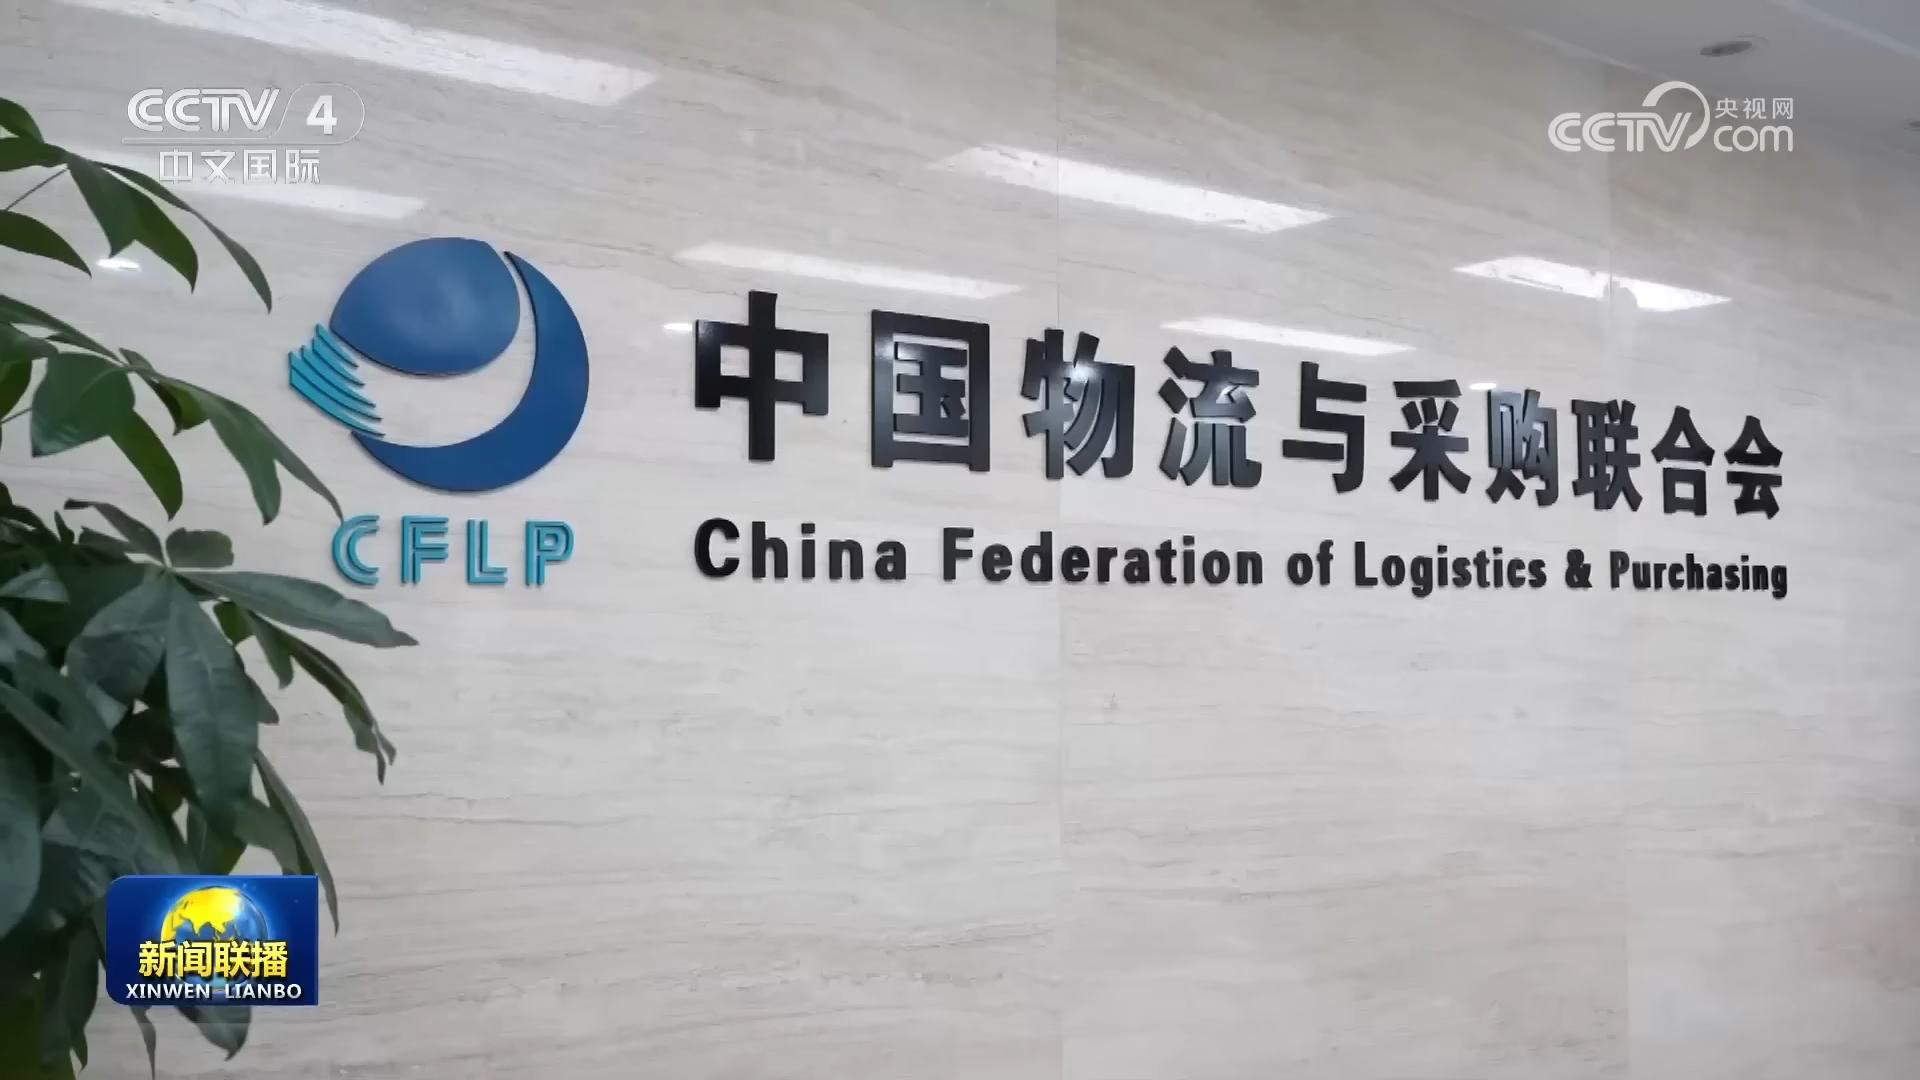 CCTV 4
中文国际
央视网
CCTV com
中国物流与采购联合会
CFLP
China Federation of Logistics & Purchasing
新闻联播
XINWEN LIANBO